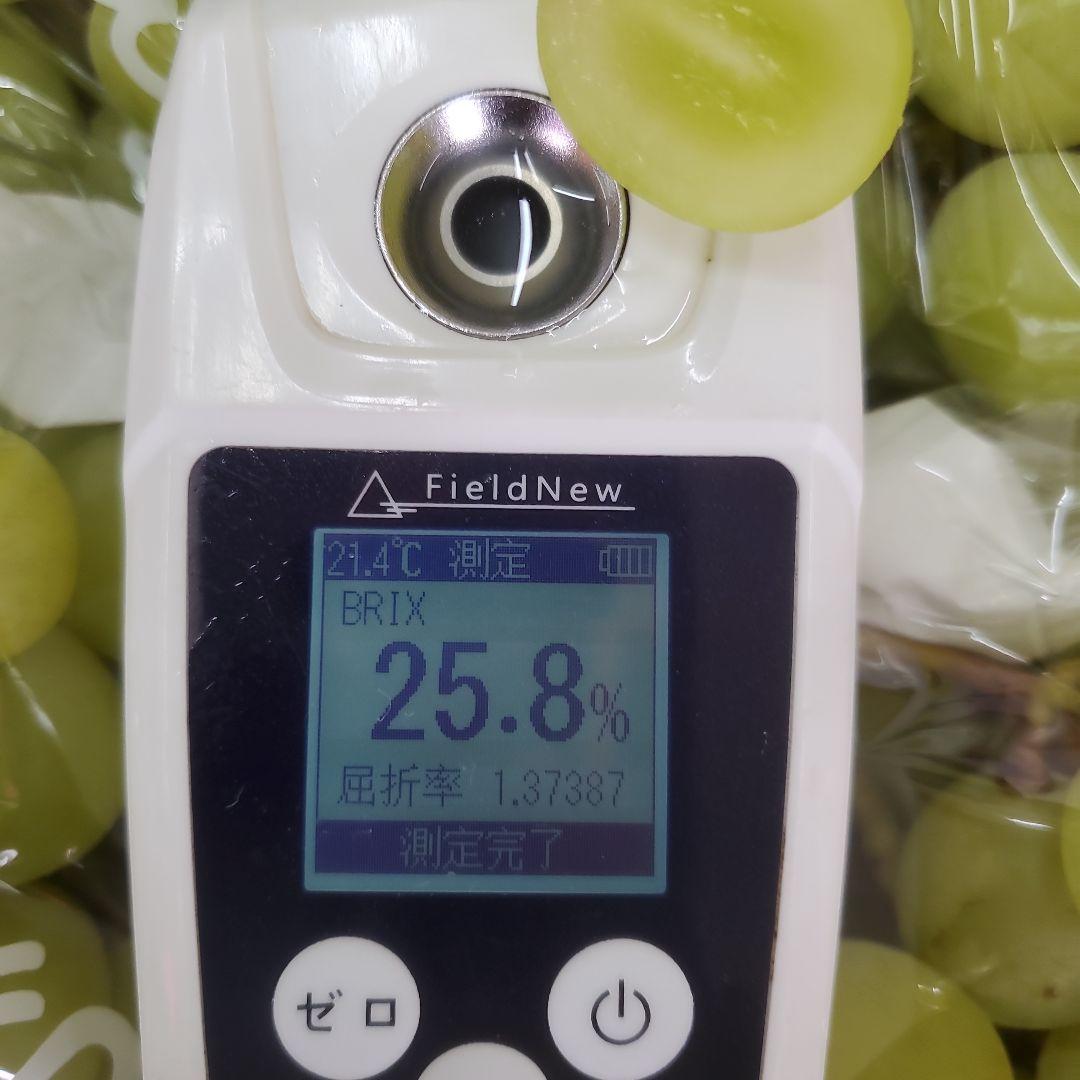 FieldNew
21.4℃ 測定
BRIX
25.8%
屈折率 1.37387
測定完了
ゼロ